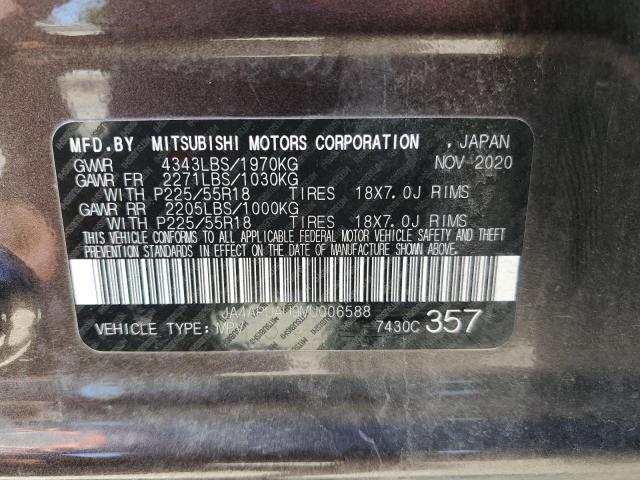 MFD.BY MITSUBISHI MOTORS CORPORATION , JAPAN
GVWR 4343LBS/1970KG NOV 2020
GAWR FR 2271LBS/1030KG
WITH P225/55R18 TIRES 18X7.0J RIMS
GAWR RR 2205LBS/1000KG
WITH P225/55R18 TIRES 18X7.0J RIMS
THIS VEHICLE CONFORMS TO ALL APPLICABLE FEDERAL MOTOR VEHICLE SAFETY AND THEFT
PREVENTION STANDARDS IN EFFECT ON THE DATE OF MANUFACTURE SHOWN ABOVE.
JA4APUAU9MU006588
VEHICLE TYPE: MPV 7430C 357